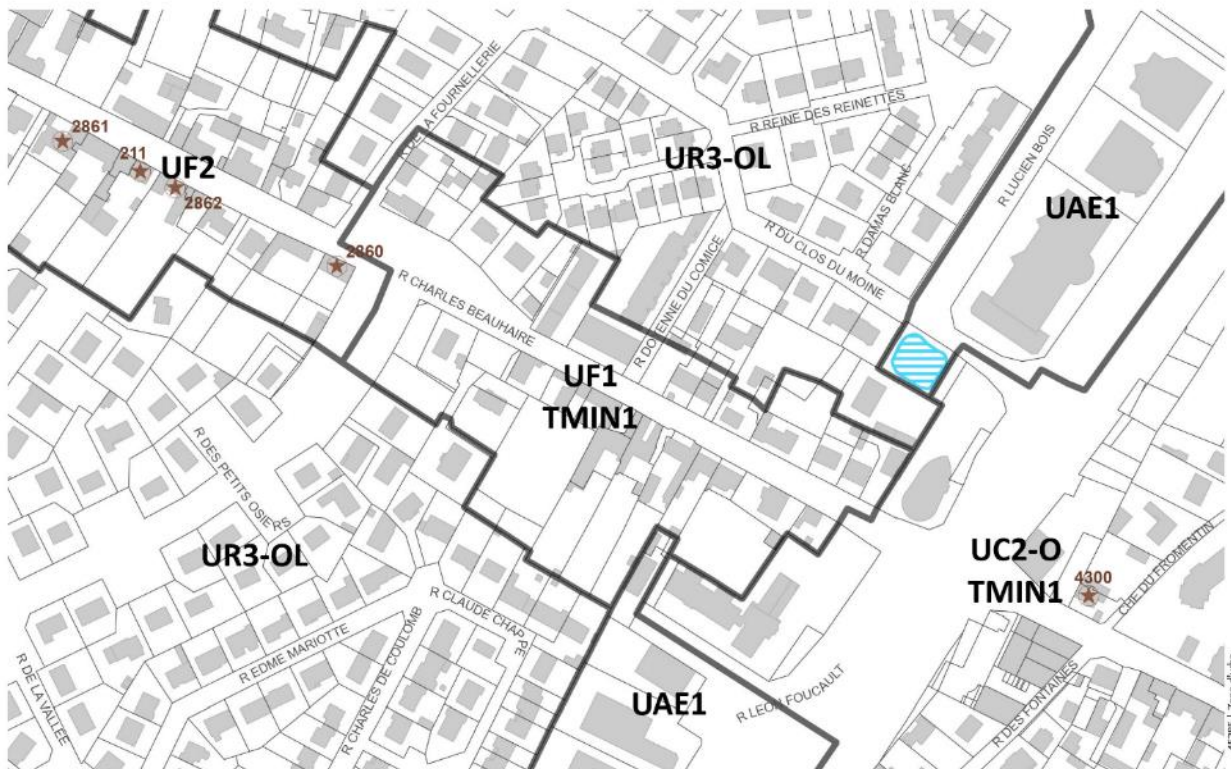 R DE LA FOURNELLERIE
R REINE DES REINETTES
2861
211
UF2
2862
UR3-OL
R LUCIEN BOIS
UAE1
R DAMAS BLANC
R DU CLOS DU MOINE
2860
R CHARLES BEAUHAIRE
R DOYENNE DU COMICE
UF1
TMIN1
R DES PETITS OSIERS
UR3-OL
UC2-O
TMIN1
4300
CHE DU FROMENTIN
R CLAUDE CHAPPE
R EDME MARIOTTE
R CHARLES DE COULOMB
R DE LA VALLEE
UAE1
R LEON FOUCAULT
R DES FONTAINES